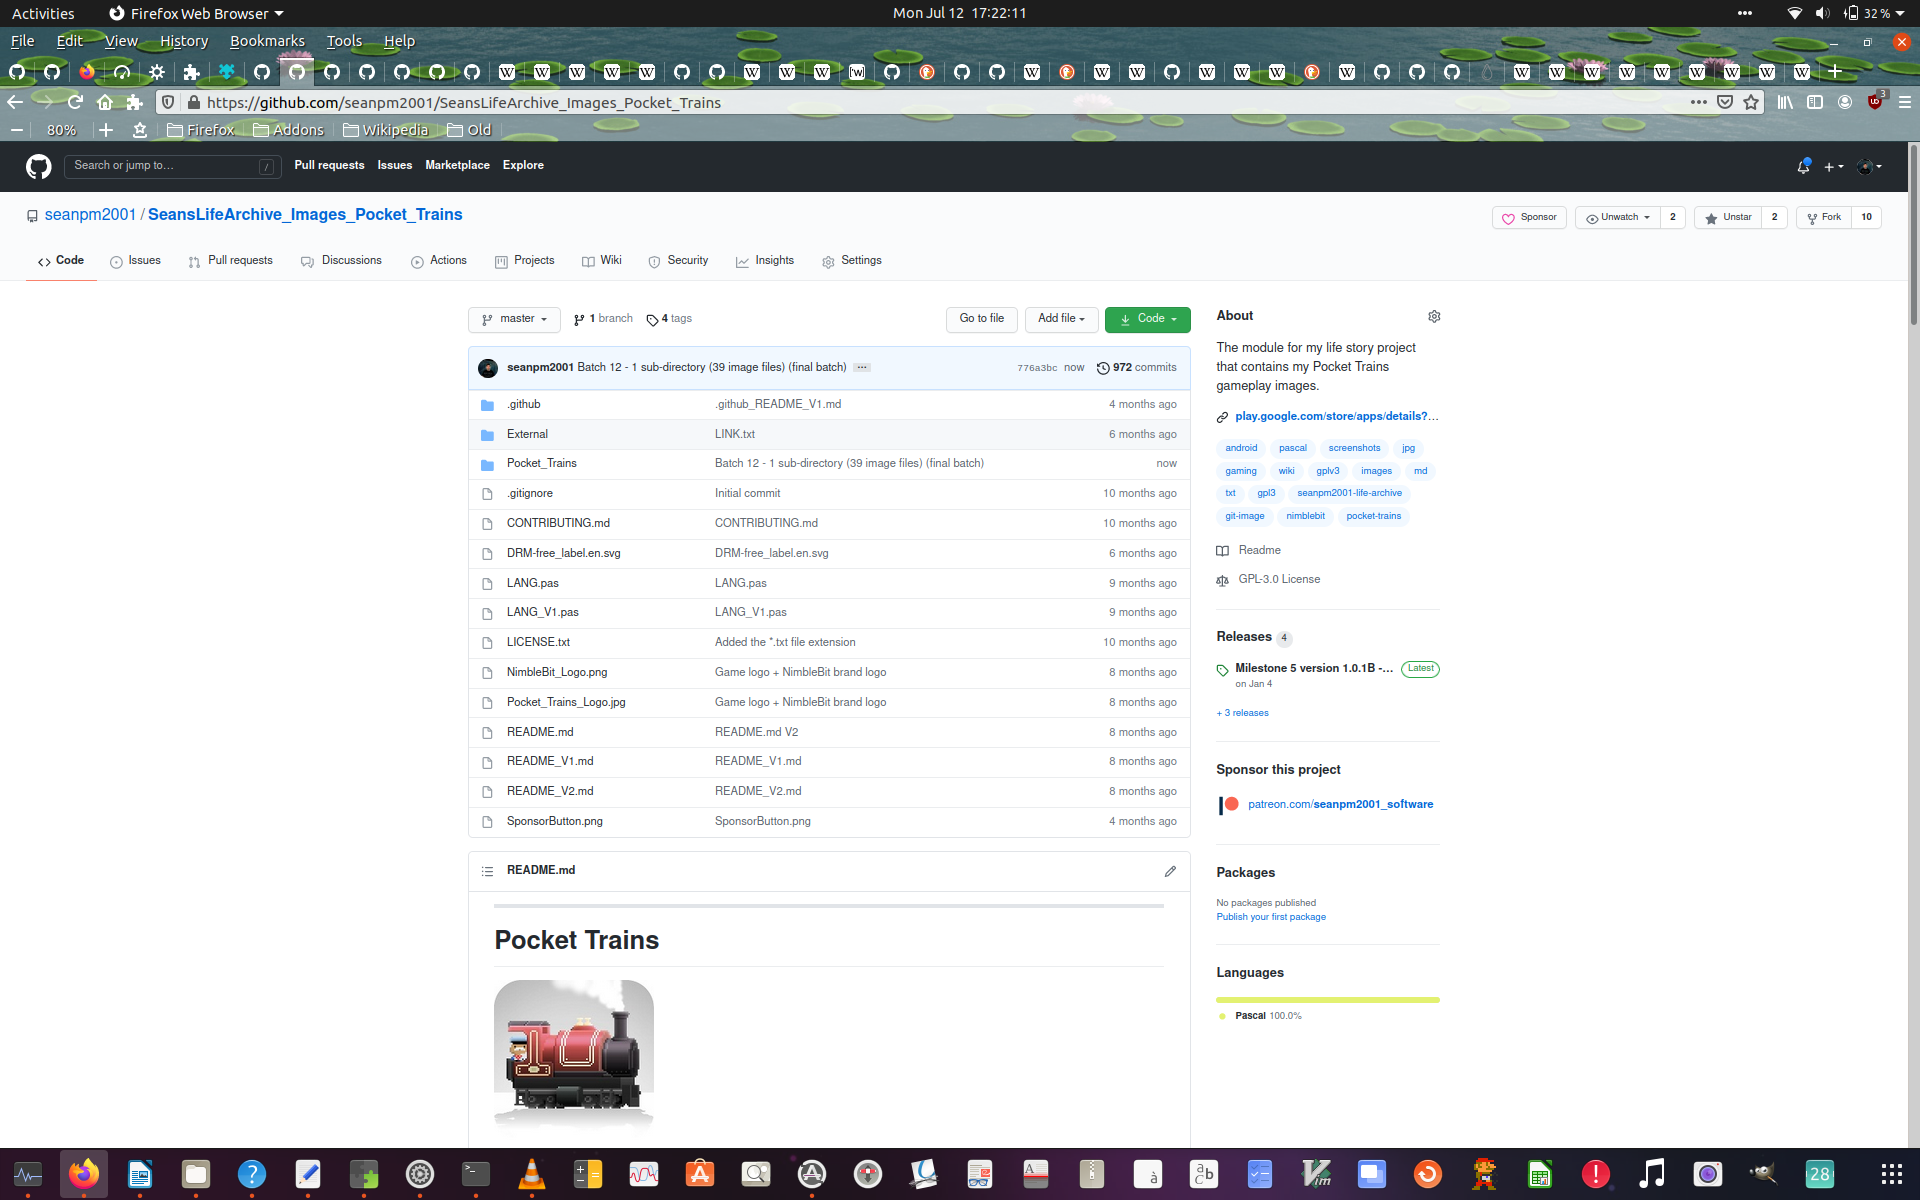 Activities Firefox Web Browser Mon Jul 12 17:22:11 32 %
File Edit View History Bookmarks Tools Help
https://github.com/seanpm2001/SeansLifeArchive_Images_Pocket_Trains 3
80% Firefox Addons Wikipedia Old
Search or jump to… / Pull requests Issues Marketplace Explore
seanpm2001 / SeansLifeArchive_Images_Pocket_Trains Sponsor Unwatch 2 Unstar 2 Fork 10
Code Issues Pull requests Discussions Actions Projects Wiki Security Insights Settings
master 1 branch 4 tags Go to file Add file Code
seanpm2001 Batch 12 - 1 sub-directory (39 image files) (final batch) ... 776a3bc now 972 commits
.github .github_README_V1.md 4 months ago
External LINK.txt 6 months ago
Pocket_Trains Batch 12 - 1 sub-directory (39 image files) (final batch) now
.gitignore Initial commit 10 months ago
CONTRIBUTING.md CONTRIBUTING.md 10 months ago
DRM-free_label.en.svg DRM-free_label.en.svg 6 months ago
LANG.pas LANG.pas 9 months ago
LANG_V1.pas LANG_V1.pas 9 months ago
LICENSE.txt Added the *.txt file extension 10 months ago
NimbleBit_Logo.png Game logo + NimbleBit brand logo 8 months ago
Pocket_Trains_Logo.jpg Game logo + NimbleBit brand logo 8 months ago
README.md README.md V2 8 months ago
README_V1.md README_V1.md 8 months ago
README_V2.md README_V2.md 8 months ago
SponsorButton.png SponsorButton.png 4 months ago
README.md
Pocket Trains
About
The module for my life story project
that contains my Pocket Trains
gameplay images.
play.google.com/store/apps/details?…
android pascal screenshots jpg
gaming wiki gplv3 images md
txt gpl3 seanpm2001-life-archive
git-image nimblebit pocket-trains
Readme
GPL-3.0 License
Releases 4
Milestone 5 version 1.0.1B -… Latest
on Jan 4
+ 3 releases
Sponsor this project
patreon.com/seanpm2001_software
Packages
No packages published
Publish your first package
Languages
Pascal 100.0%
28